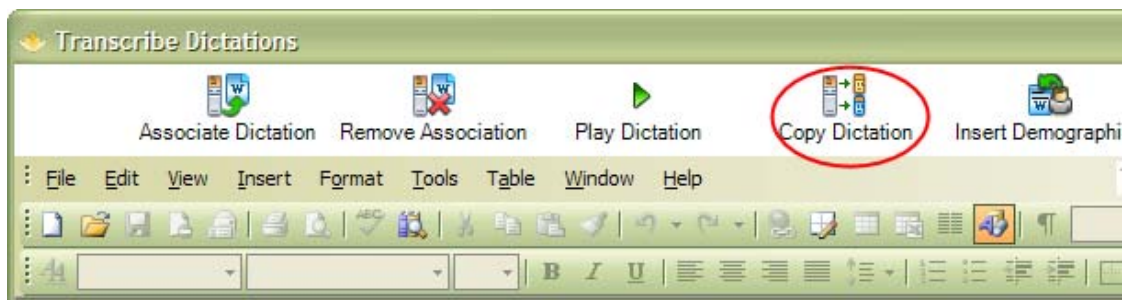 Transcribe Dictations
Associate Dictation Remove Association Play Dictation Copy Dictation Insert Demographi
File Edit View Insert Format Tools Table Window Help
ABC
B I U